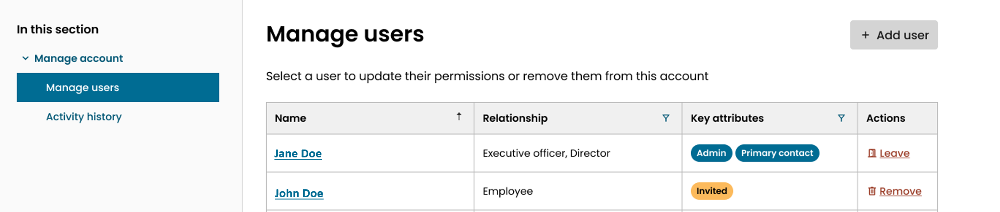 In this section
Manage account
Manage users
Activity history
Manage users
+ Add user
Select a user to update their permissions or remove them from this account
Name Relationship Key attributes Actions
Jane Doe Executive officer, Director Admin Primary contact Leave
John Doe Employee Invited Remove